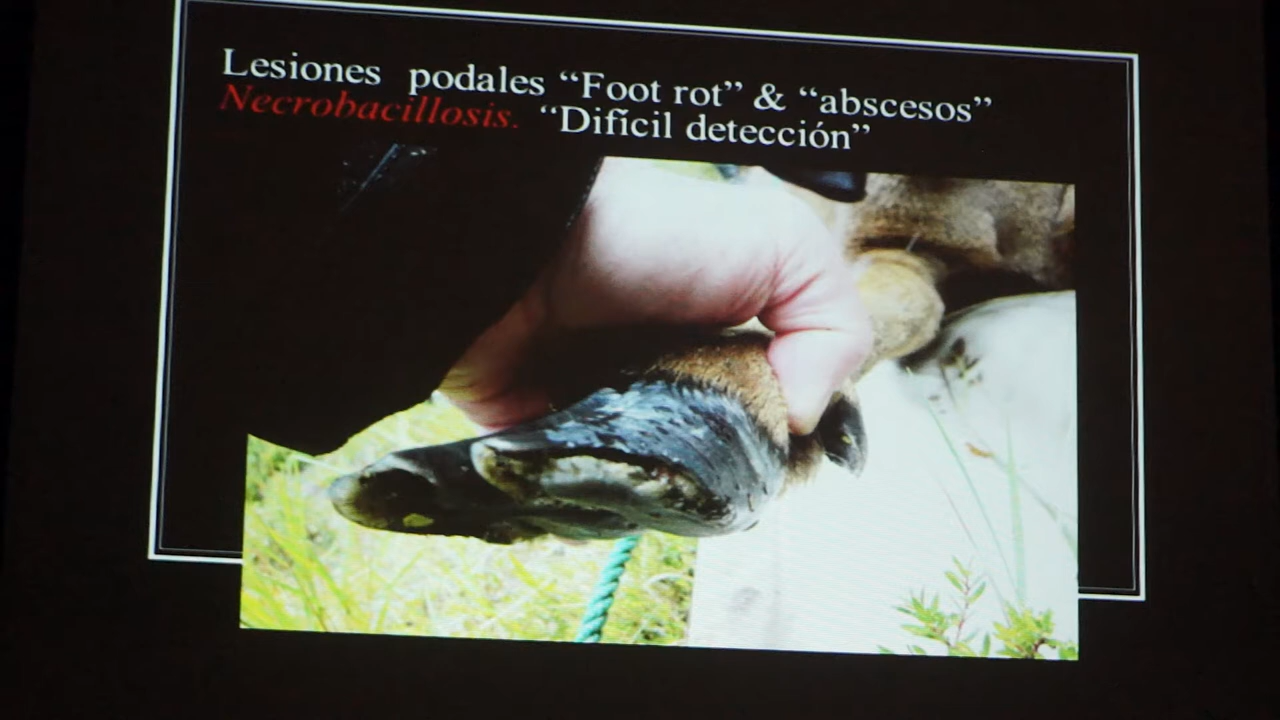 Lesiones podales “Foot rot” & “abscesos”
Necrobacillosis. “Difícil detección”